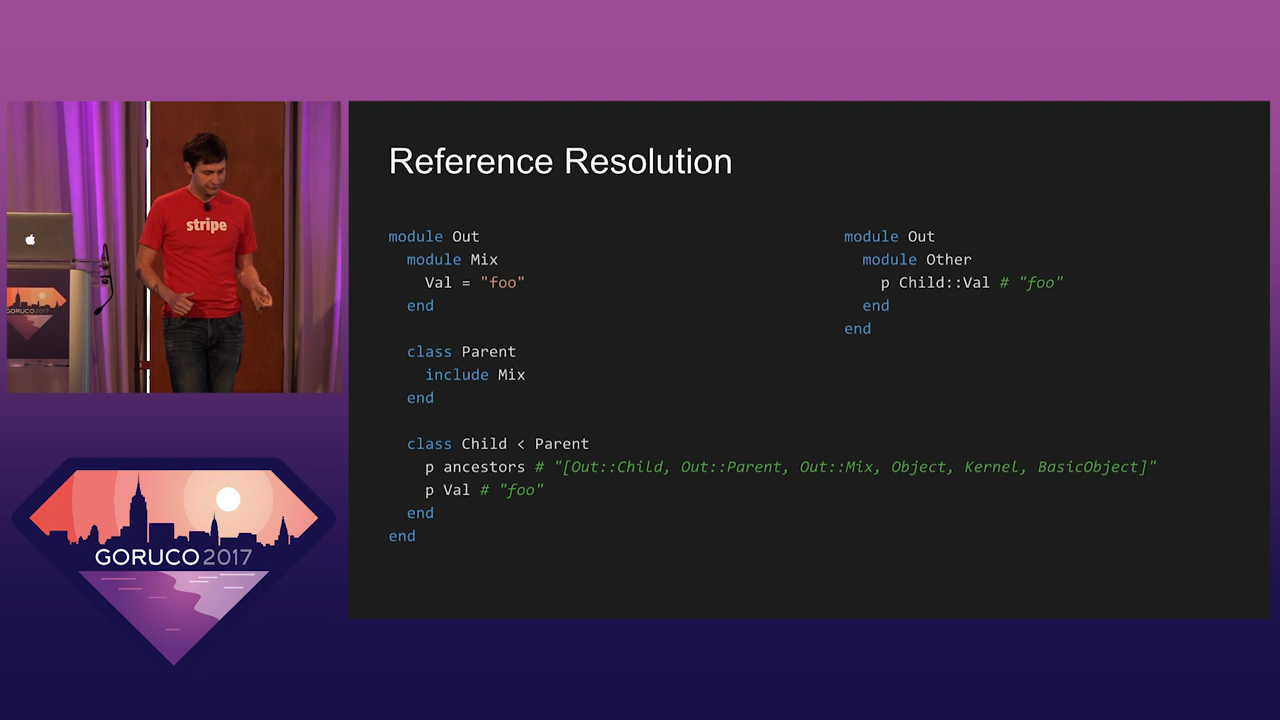 Reference Resolution
module Out
module Mix
Val = "foo"
end
class Parent
include Mix
end
class Child < Parent
p ancestors # "[Out::Child, Out::Parent, Out::Mix, Object, Kernel, BasicObject]"
p Val # "foo"
end
end
module Out
module Other
p Child::Val # "foo"
end
end
stripe
GORUCO 2017
GORUCO 2017